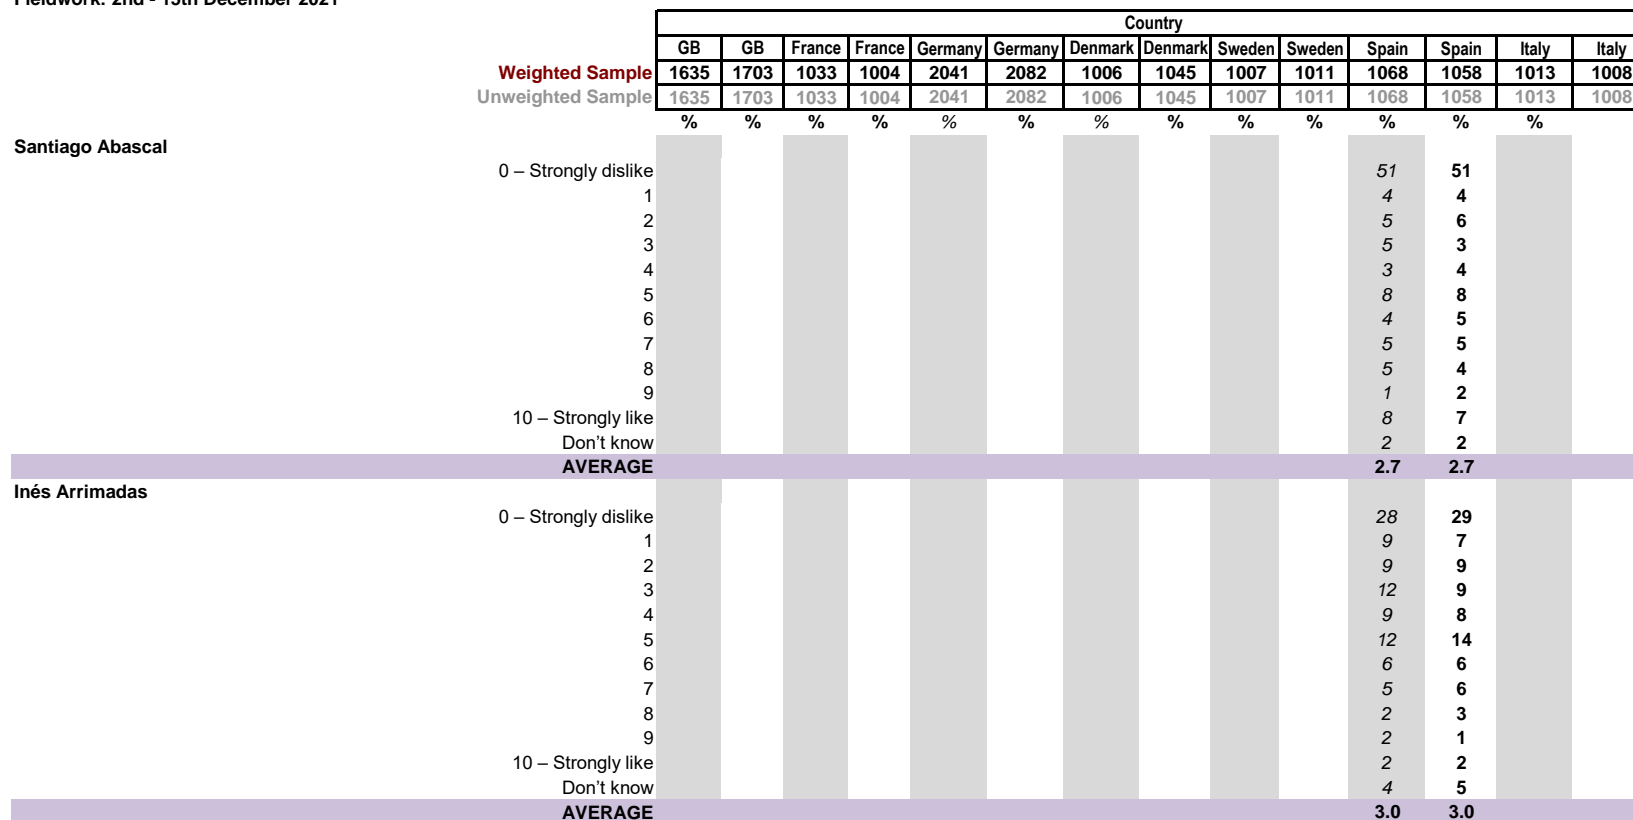 Fieldwork: 2nd - 15th December 2021
Country
GB GB France France Germany Germany Denmark Denmark Sweden Sweden Spain Spain Italy Italy
Weighted Sample 1635 1703 1033 1004 2041 2082 1006 1045 1007 1011 1068 1058 1013 1008
Unweighted Sample 1635 1703 1033 1004 2041 2082 1006 1045 1007 1011 1068 1058 1013 1008
% % % % % % % % % % % % %
Santiago Abascal
0 – Strongly dislike 51 51
1 4 4
2 5 6
3 5 3
4 3 4
5 8 8
6 4 5
7 5 5
8 5 4
9 1 2
10 – Strongly like 8 7
Don’t know 2 2
AVERAGE 2.7 2.7
Inés Arrimadas
0 – Strongly dislike 28 29
1 9 7
2 9 9
3 12 9
4 9 8
5 12 14
6 6 6
7 5 6
8 2 3
9 2 1
10 – Strongly like 2 2
Don’t know 4 5
AVERAGE 3.0 3.0